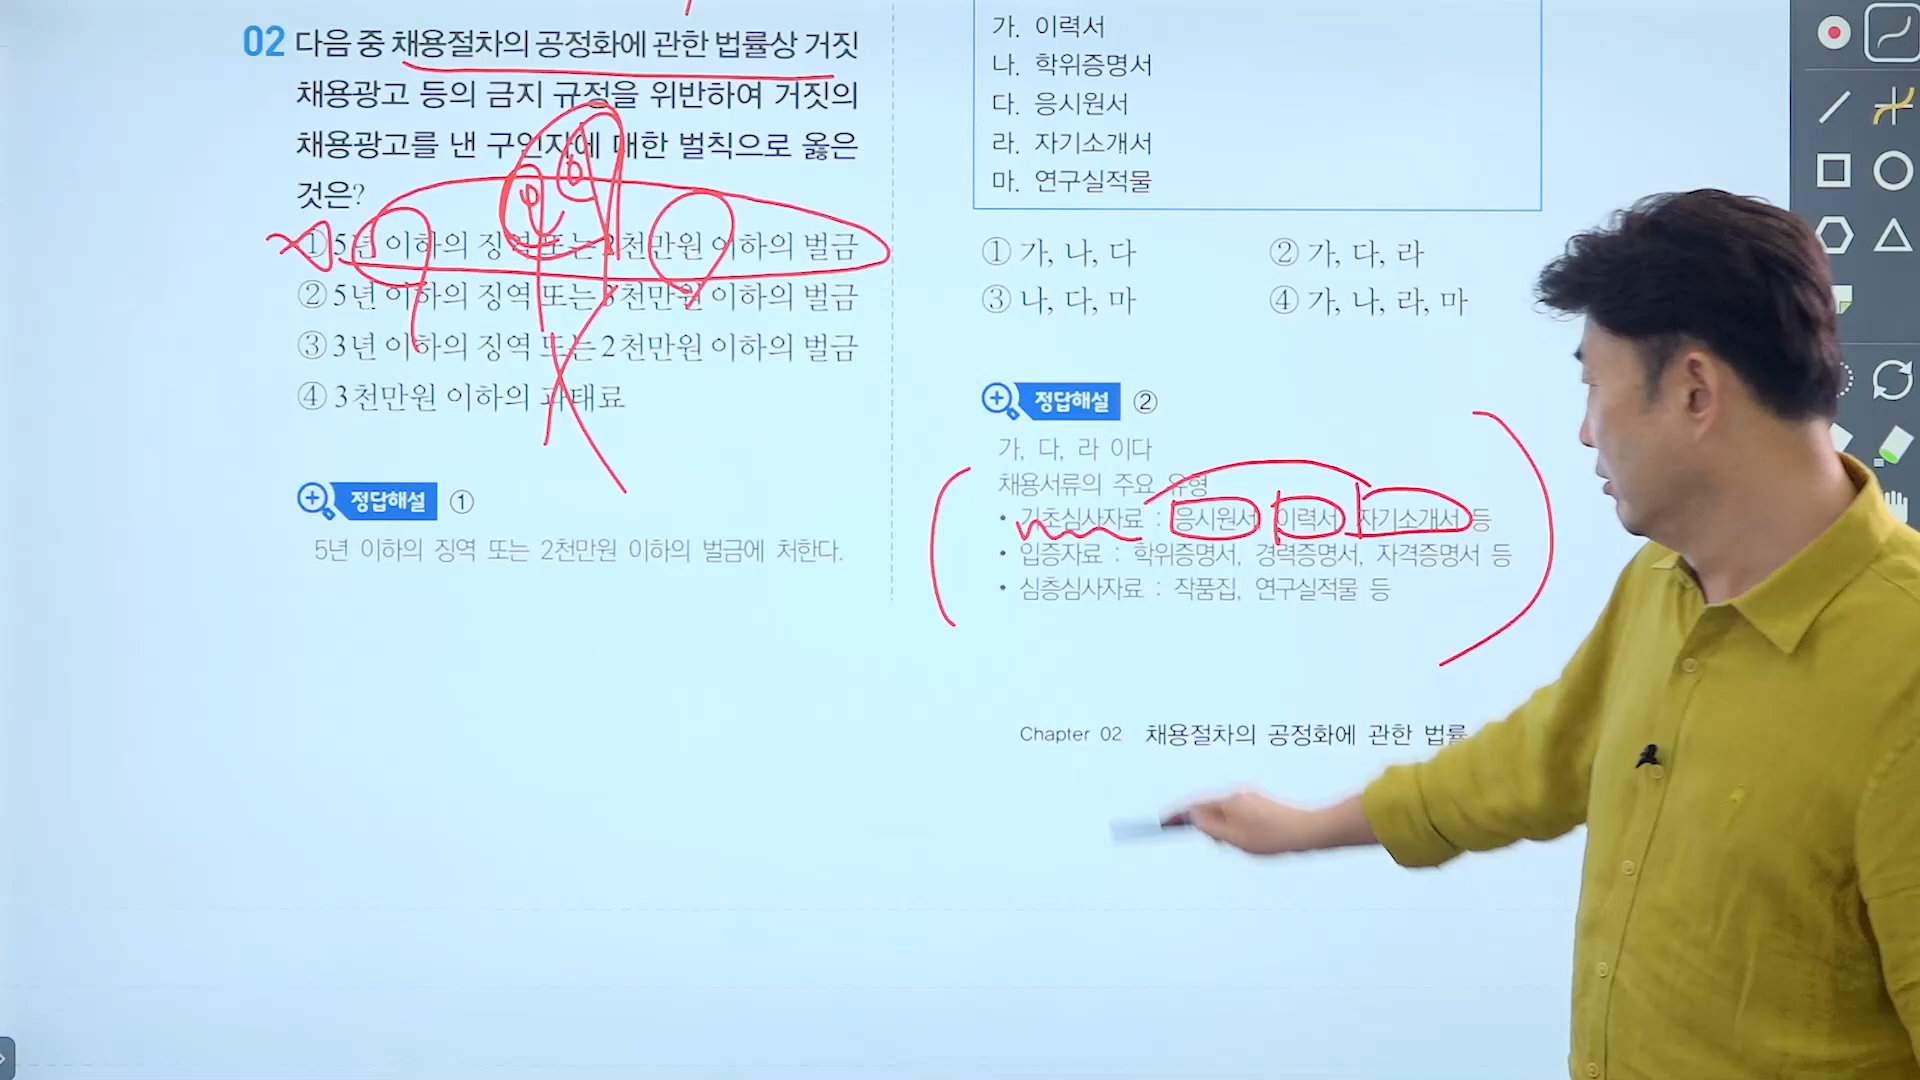 02 다음 중 채용절차의 공정화에 관한 법률상 거짓
채용광고 등의 금지 규정을 위반하여 거짓의
채용광고를 낸 구인자에 대한 벌칙으로 옳은
것은?
① 5년 이하의 징역 또는 2천만원 이하의 벌금
② 5년 이하의 징역 또는 3천만원 이하의 벌금
③ 3년 이하의 징역 또는 2천만원 이하의 벌금
④ 3천만원 이하의 과태료
정답해설 ①
5년 이하의 징역 또는 2천만원 이하의 벌금에 처한다.
가. 이력서
나. 학위증명서
다. 응시원서
라. 자기소개서
마. 연구실적물
① 가, 나, 다
② 가, 다, 라
③ 나, 다, 마
④ 가, 나, 라, 마
정답해설 ②
가, 다, 라 이다
채용서류의 주요 유형
• 기초심사자료 : 응시원서, 이력서, 자기소개서 등
• 입증자료 : 학위증명서, 경력증명서, 자격증명서 등
• 심층심사자료 : 작품집, 연구실적물 등
Chapter 02 채용절차의 공정화에 관한 법률